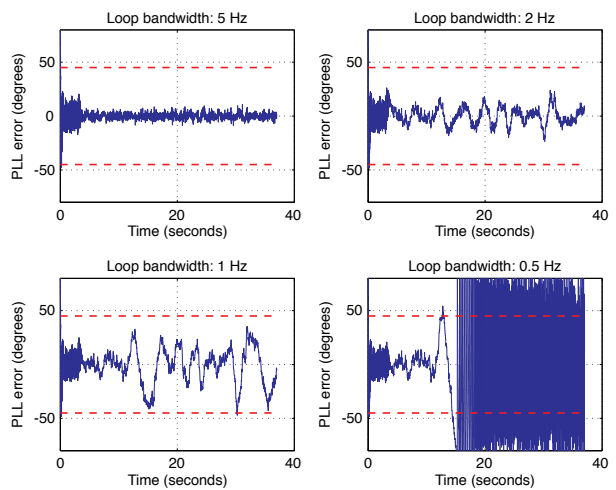 Loop bandwidth: 5 Hz
PLL error (degrees)
50
0
-50
0
20
40
Time (seconds)
Loop bandwidth: 2 Hz
PLL error (degrees)
50
-50
0
20
40
Time (seconds)
Loop bandwidth: 1 Hz
PLL error (degrees)
50
-50
0
20
40
Time (seconds)
Loop bandwidth: 0.5 Hz
PLL error (degrees)
50
-50
0
20
40
Time (seconds)